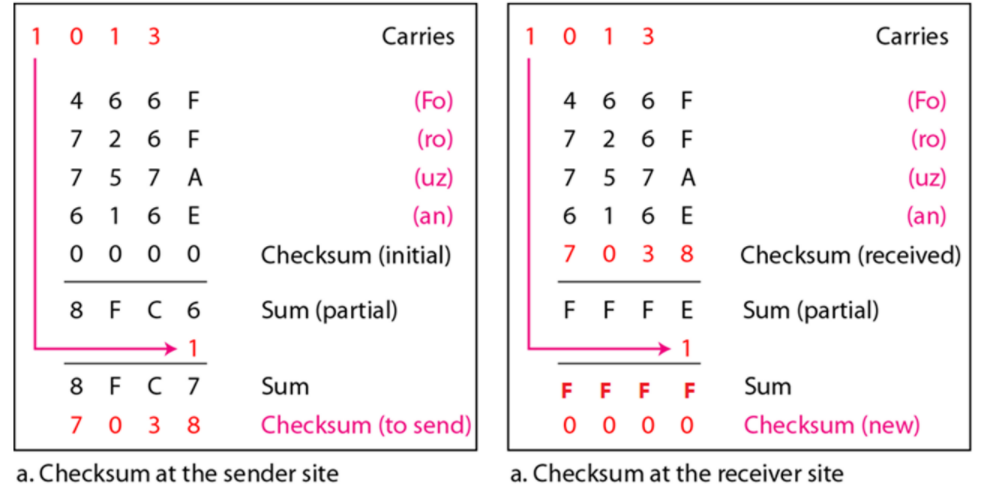 1 0 1 3 Carries
4 6 6 F (Fo)
7 2 6 F (ro)
7 5 7 A (uz)
6 1 6 E (an)
0 0 0 0 Checksum (initial)
8 F C 6 Sum (partial)
1
8 F C 7 Sum
7 0 3 8 Checksum (to send)
a. Checksum at the sender site
1 0 1 3 Carries
4 6 6 F (Fo)
7 2 6 F (ro)
7 5 7 A (uz)
6 1 6 E (an)
7 0 3 8 Checksum (received)
F F F E Sum (partial)
1
F F F F Sum
0 0 0 0 Checksum (new)
a. Checksum at the receiver site